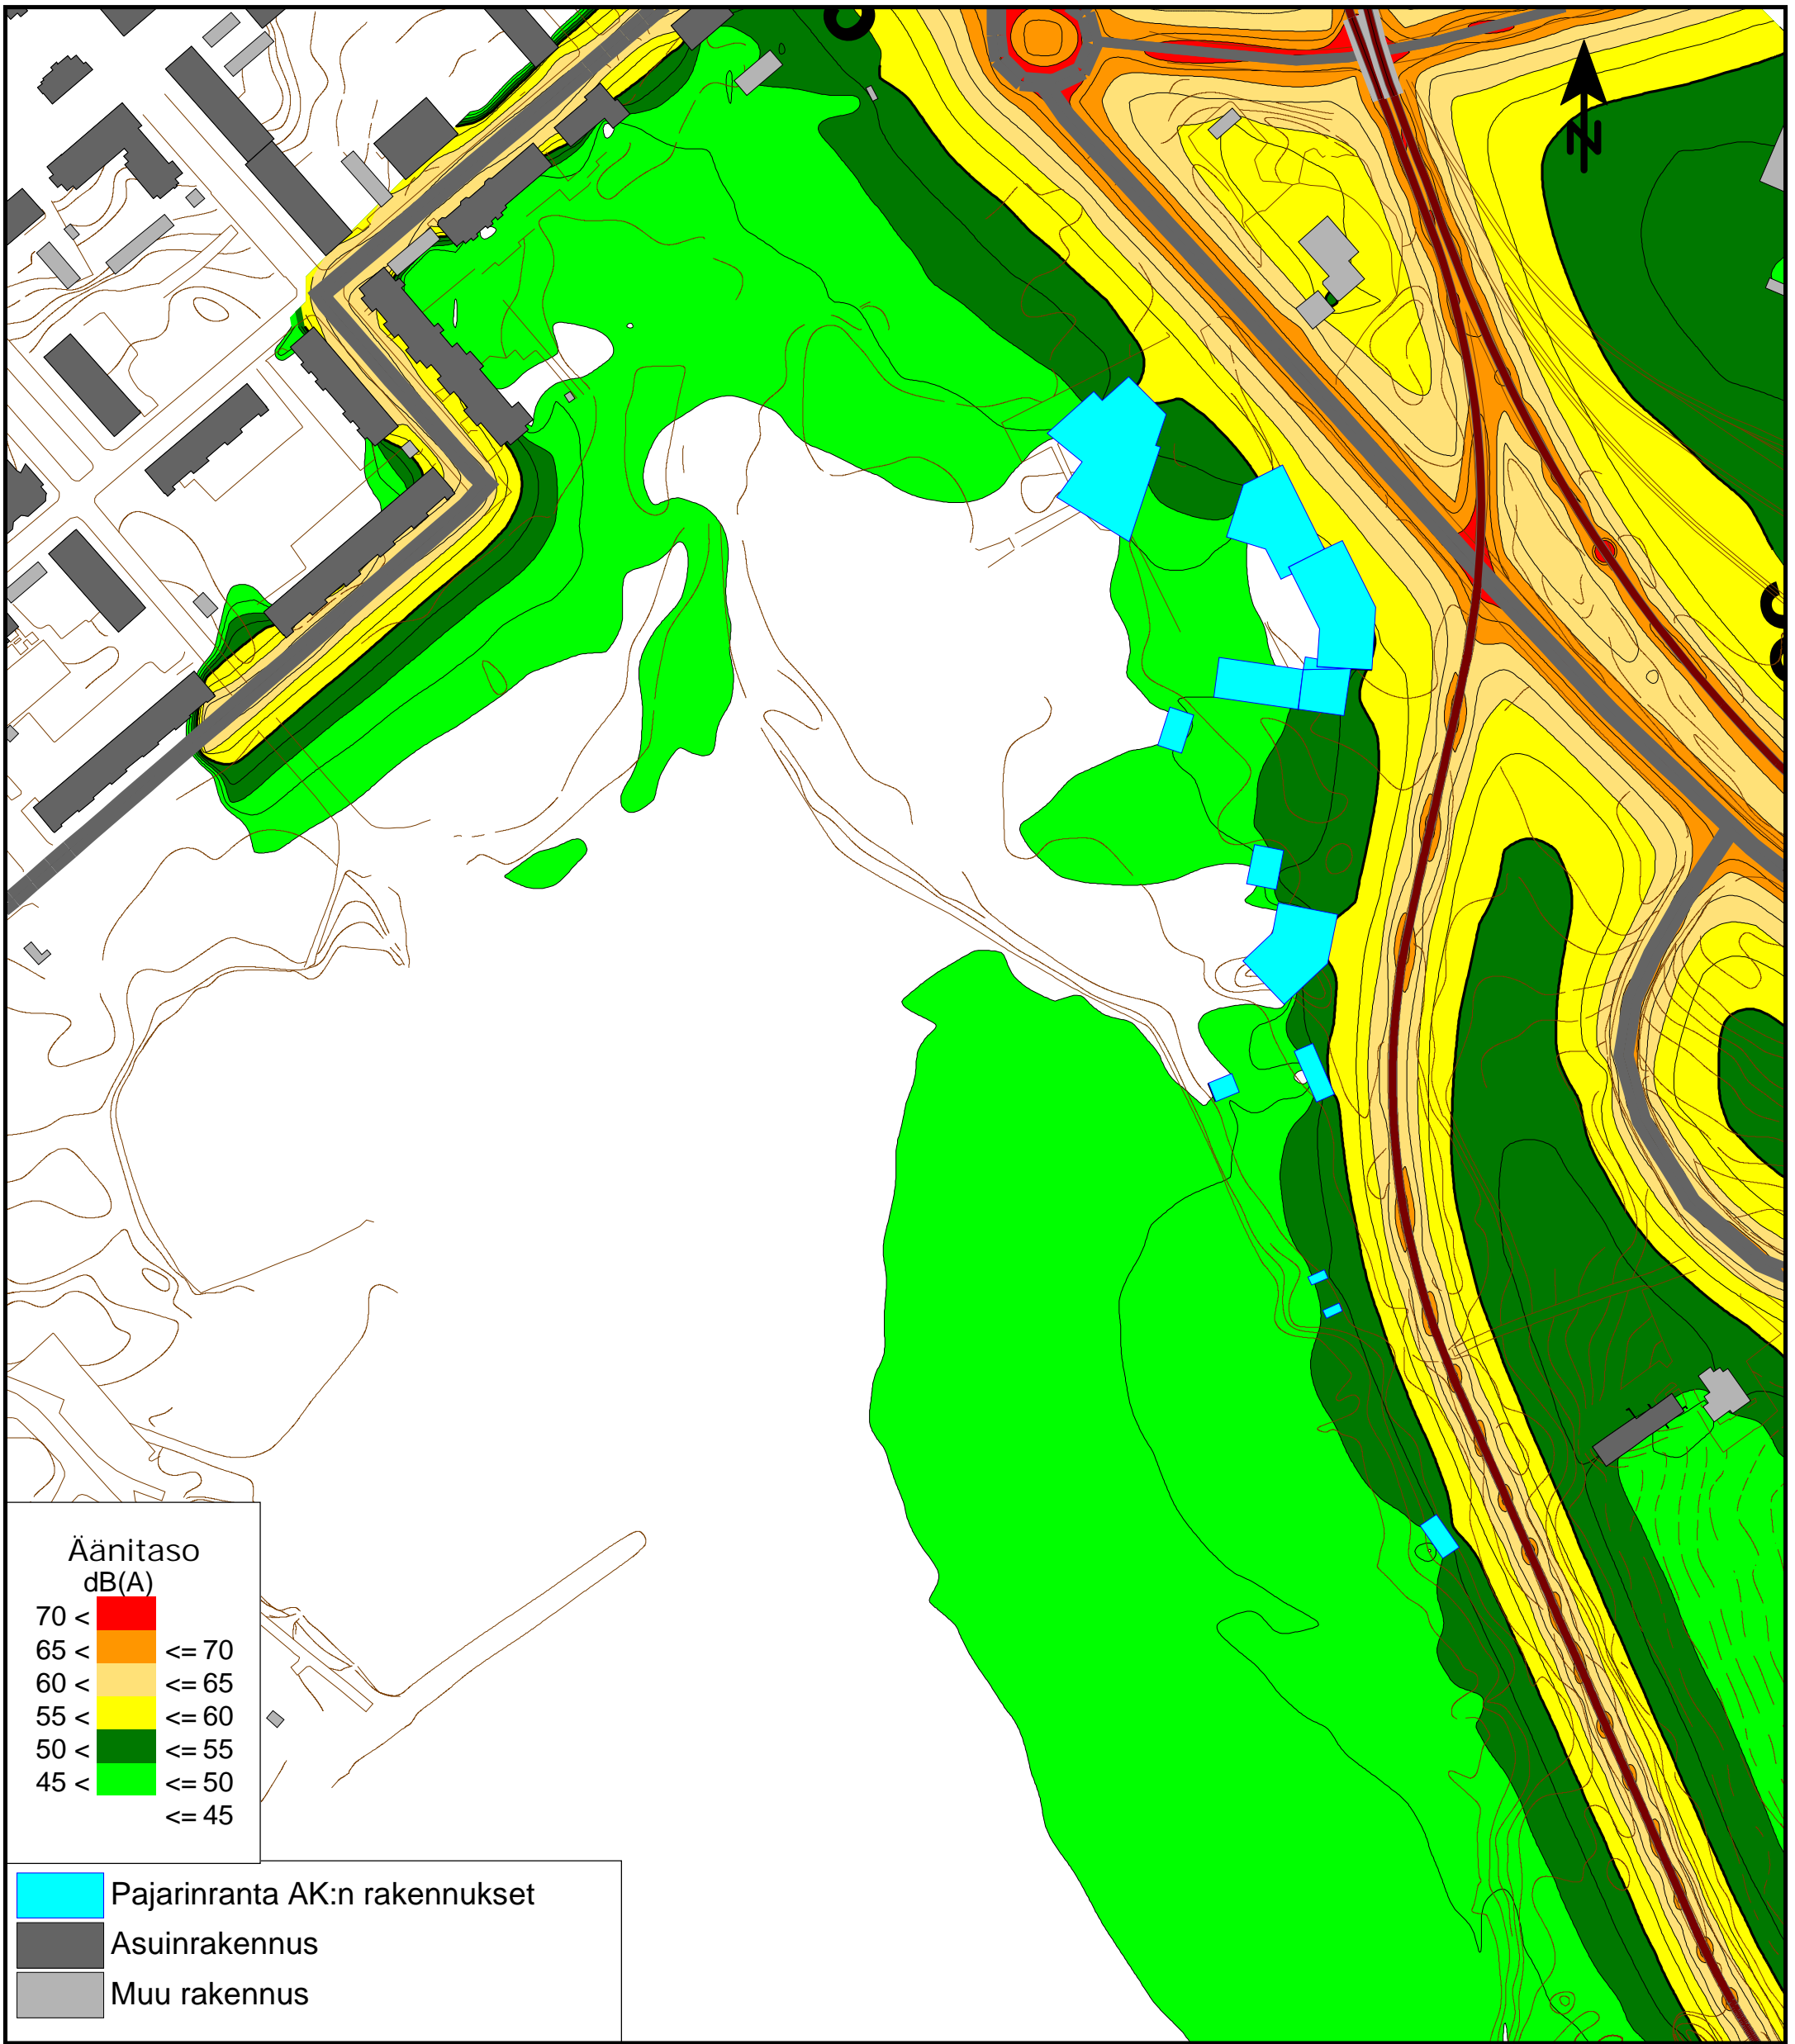 N
Äänitaso
dB(A)
70 <
65 < <= 70
60 < <= 65
55 < <= 60
50 < <= 55
45 < <= 50
<= 45
Pajarinranta AK:n rakennukset
Asuinrakennus
Muu rakennus